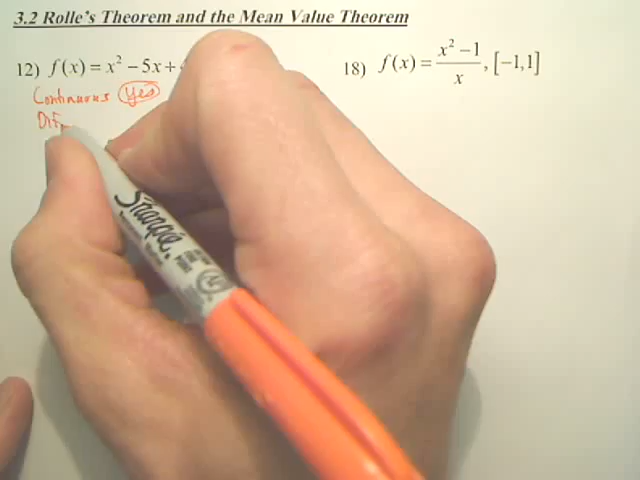 3.2 Rolle's Theorem and the Mean Value Theorem
12) f(x) = x² − 5x +
Continuous Yes
Dif
18) f(x) = x² − 1 / x , [−1,1]
Sharpie.